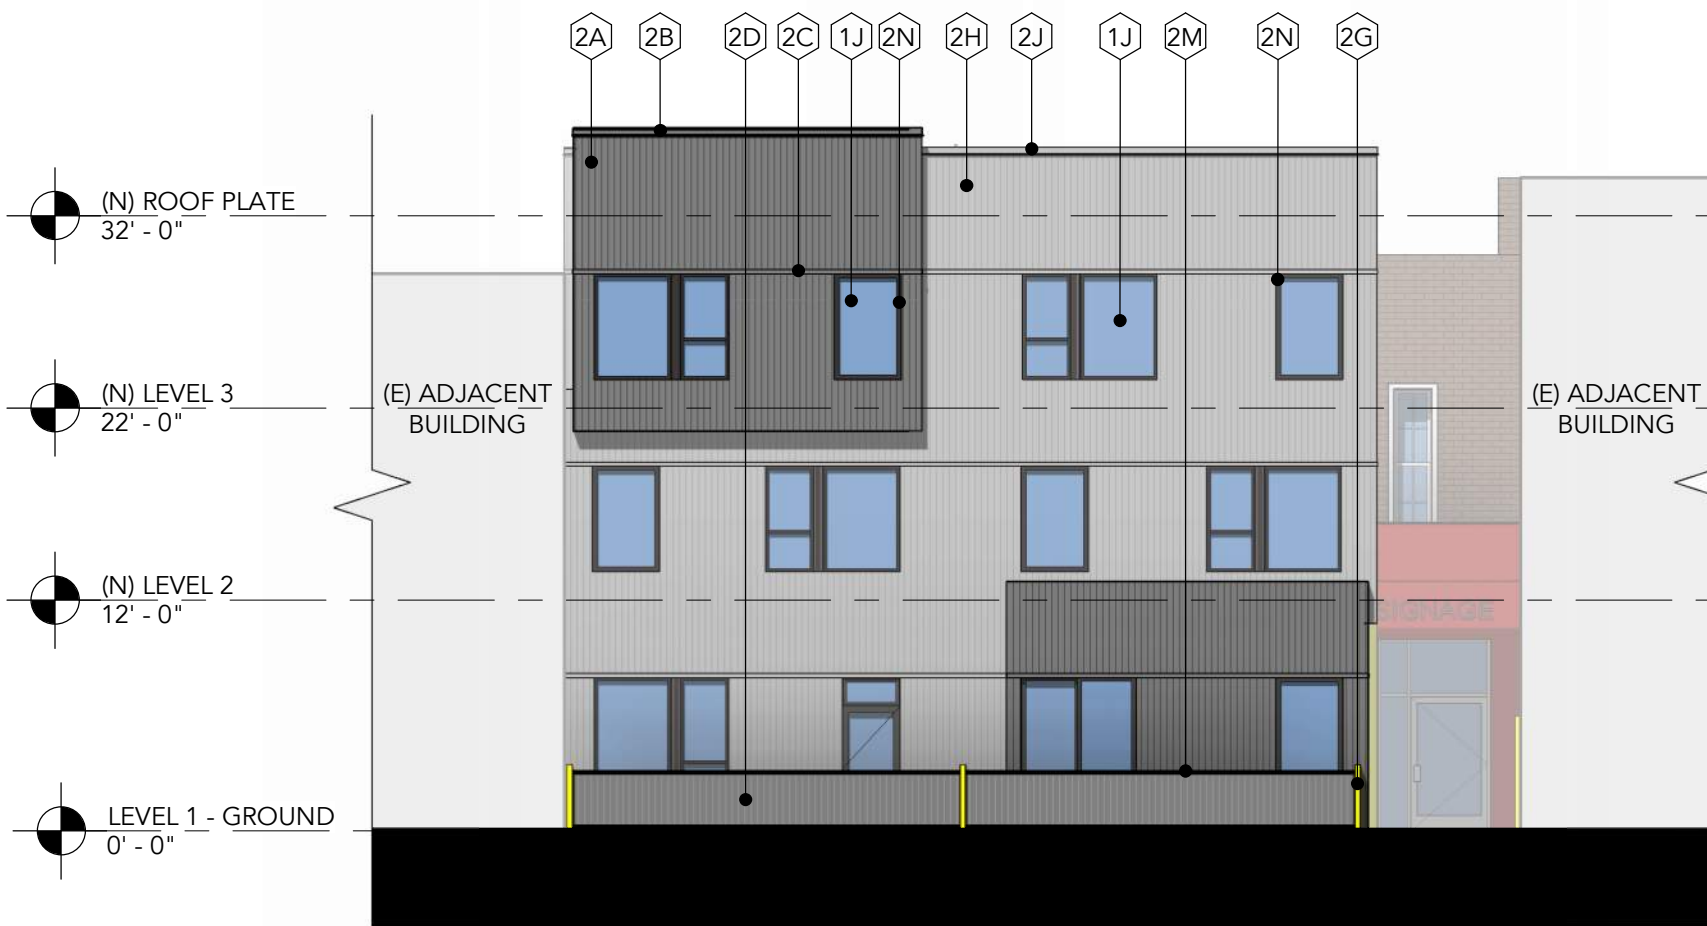 2A 2B 2D 2C 1J 2N 2H 2J 1J 2M 2N 2G
(N) ROOF PLATE
32' - 0"
(N) LEVEL 3
22' - 0"
(E) ADJACENT
BUILDING
(E) ADJACENT
BUILDING
(N) LEVEL 2
12' - 0"
SIGNAGE
LEVEL 1 - GROUND
0' - 0"